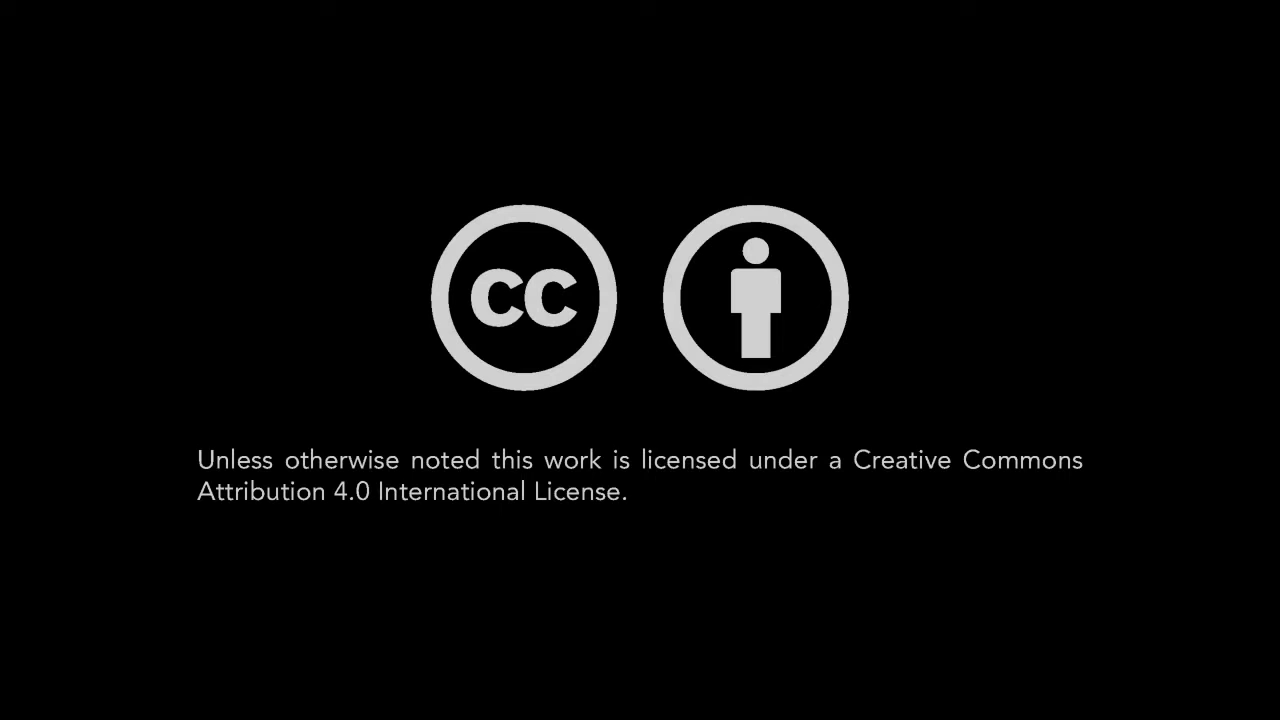 cc
Unless otherwise noted this work is licensed under a Creative Commons
Attribution 4.0 International License.